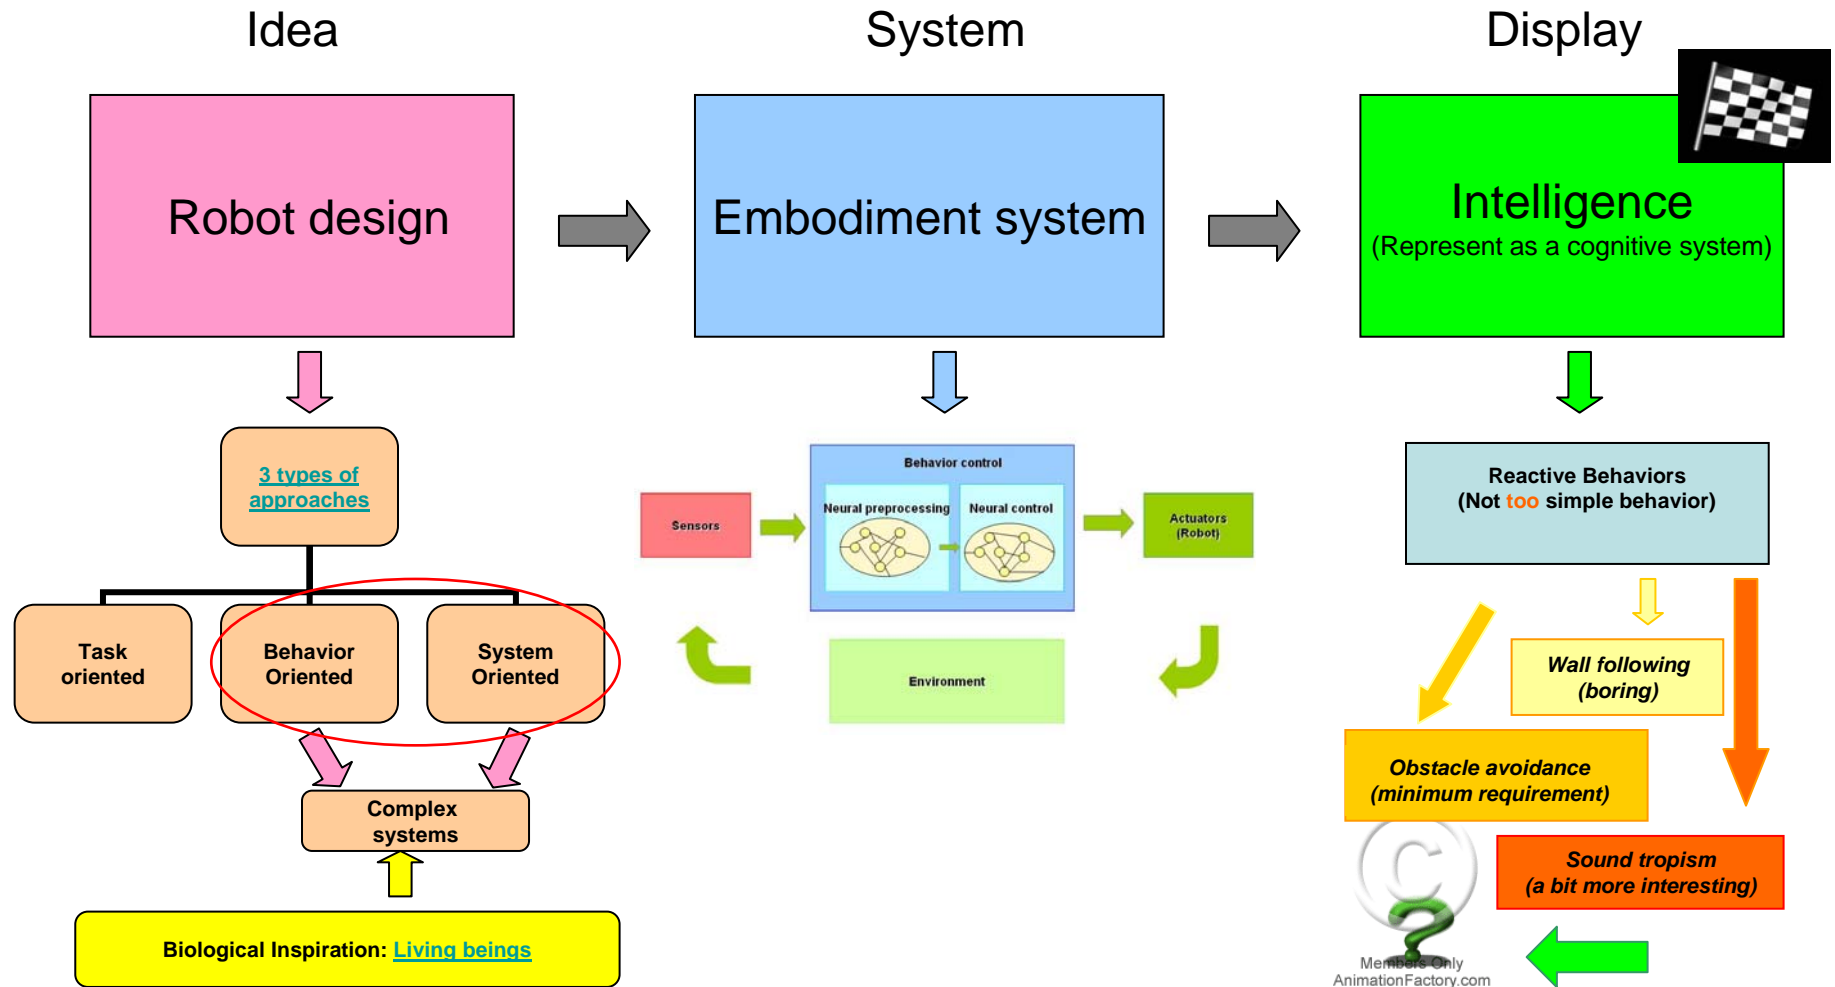 Idea
System
Display
Robot design
Embodiment system
Intelligence
(Represent as a cognitive system)
3 types of
approaches
Task
oriented
Behavior
Oriented
System
Oriented
Complex
systems
Biological Inspiration: Living beings
Behavior control
Neural preprocessing
Neural control
Sensors
Actuators
(Robot)
Environment
Reactive Behaviors
(Not too simple behavior)
Wall following
(boring)
Obstacle avoidance
(minimum requirement)
Sound tropism
(a bit more interesting)
©
?
Members Only
AnimationFactory.com